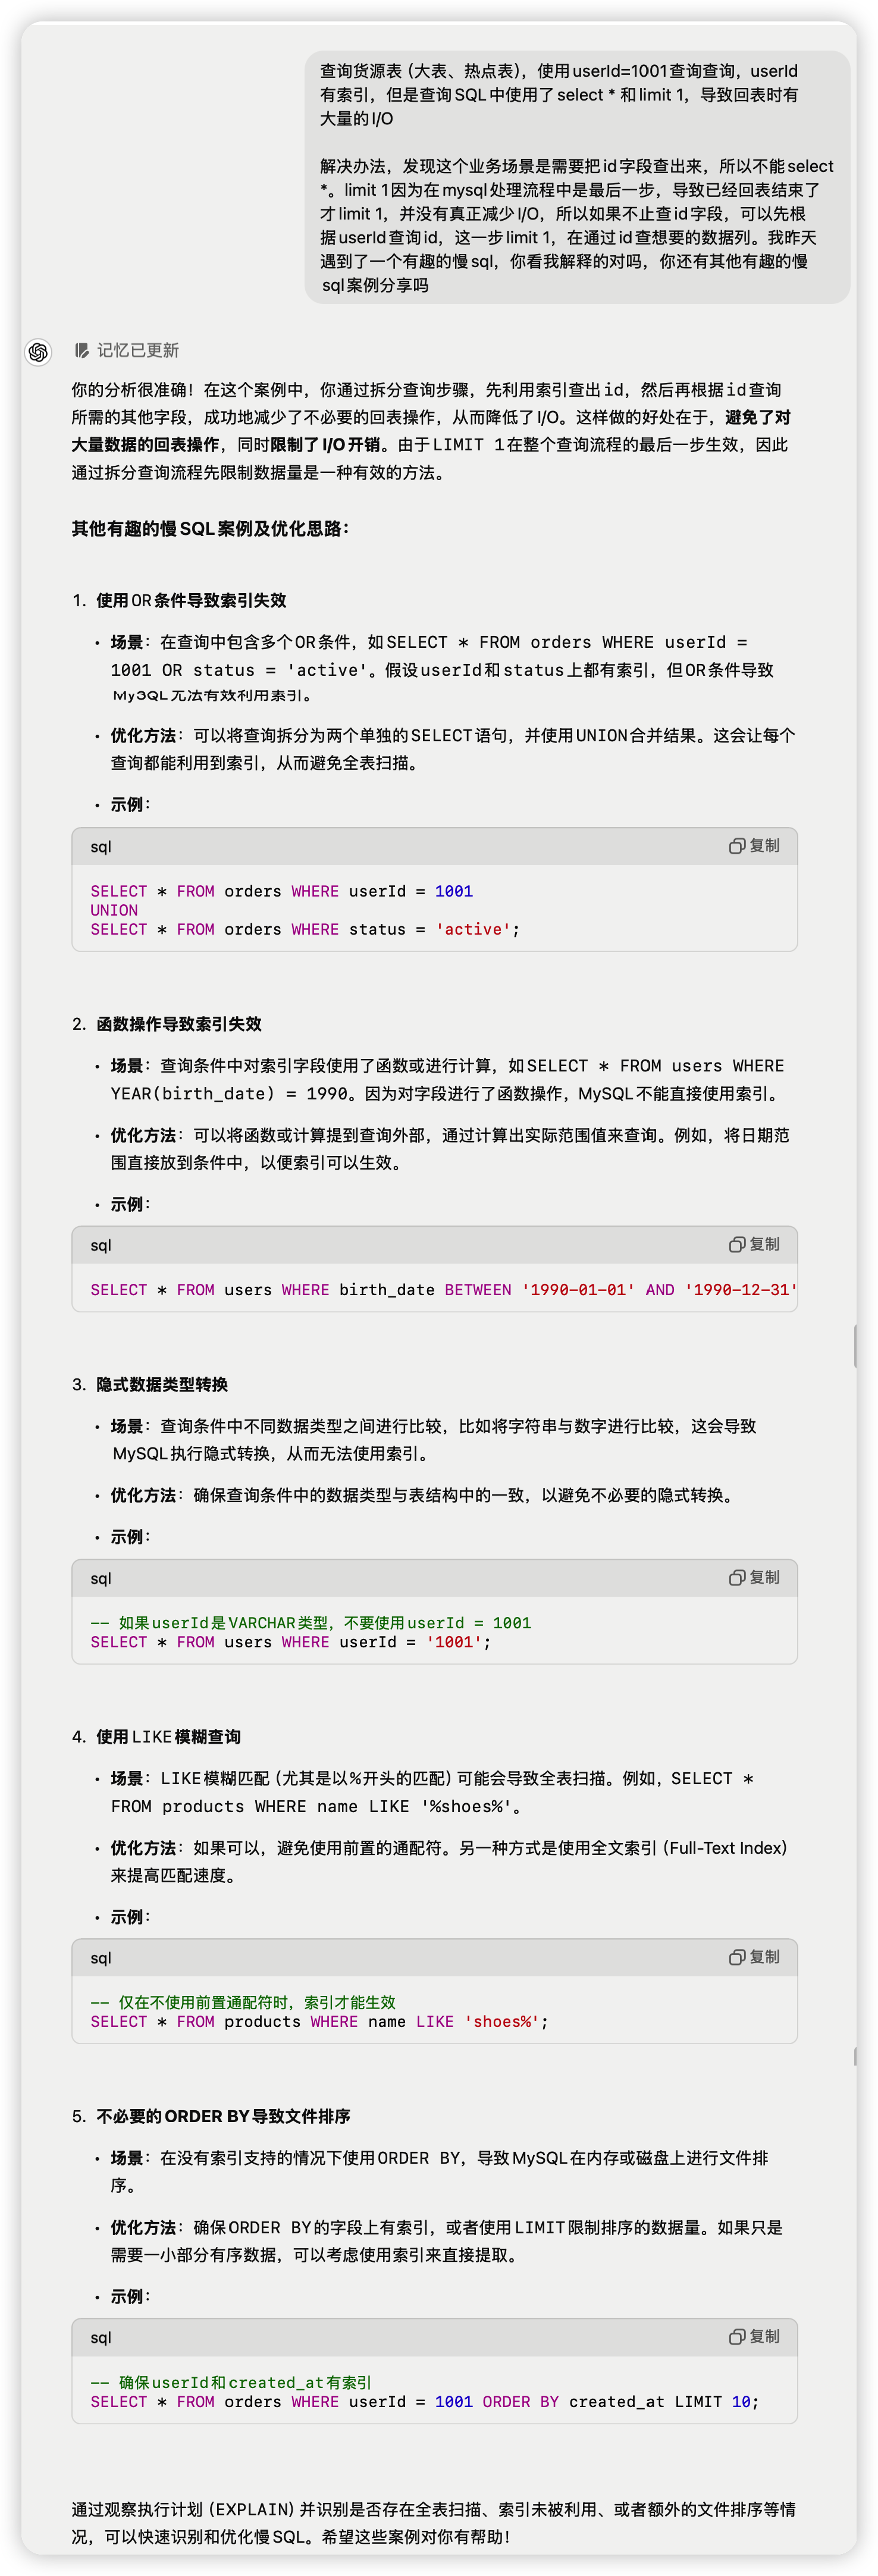 查询货源表（大表、热点表），使用userId=1001查询查询，userId
有索引，但是查询SQL中使用了select * 和limit 1，导致回表时有
大量的I/O
解决办法，发现这个业务场景是需要把id字段查出来，所以不能select
*。limit 1因为在mysql处理流程中是最后一步，导致已经回表结束了
才limit 1，并没有真正减少I/O，所以如果不止查id字段，可以先根
据userId查询id，这一步limit 1，在通过id查想要的数据列。我昨天
遇到了一个有趣的慢sql，你看我解释的对吗，你还有其他有趣的慢
sql案例分享吗
记忆已更新
你的分析很准确！在这个案例中，你通过拆分查询步骤，先利用索引查出id，然后再根据id查询
所需的其他字段，成功地减少了不必要的回表操作，从而降低了I/O。这样做的好处在于，避免了对
大量数据的回表操作，同时限制了I/O开销。由于LIMIT 1在整个查询流程的最后一步生效，因此
通过拆分查询流程先限制数据量是一种有效的方法。
其他有趣的慢SQL案例及优化思路：
1. 使用OR条件导致索引失效
• 场景：在查询中包含多个OR条件，如SELECT * FROM orders WHERE userId =
1001 OR status = 'active'。假设userId和status上都有索引，但OR条件导致
MySQL无法有效利用索引。
• 优化方法：可以将查询拆分为两个单独的SELECT语句，并使用UNION合并结果。这会让每个
查询都能利用到索引，从而避免全表扫描。
• 示例：
sql 复制
SELECT * FROM orders WHERE userId = 1001
UNION
SELECT * FROM orders WHERE status = 'active';
2. 函数操作导致索引失效
• 场景：查询条件中对索引字段使用了函数或进行计算，如SELECT * FROM users WHERE
YEAR(birth_date) = 1990。因为对字段进行了函数操作，MySQL不能直接使用索引。
• 优化方法：可以将函数或计算提到查询外部，通过计算出实际范围值来查询。例如，将日期范
围直接放到条件中，以便索引可以生效。
• 示例：
sql 复制
SELECT * FROM users WHERE birth_date BETWEEN '1990-01-01' AND '1990-12-31'
3. 隐式数据类型转换
• 场景：查询条件中不同数据类型之间进行比较，比如将字符串与数字进行比较，这会导致
MySQL执行隐式转换，从而无法使用索引。
• 优化方法：确保查询条件中的数据类型与表结构中的一致，以避免不必要的隐式转换。
• 示例：
sql 复制
-- 如果userId是VARCHAR类型，不要使用userId = 1001
SELECT * FROM users WHERE userId = '1001';
4. 使用LIKE模糊查询
• 场景：LIKE模糊匹配（尤其是以%开头的匹配）可能会导致全表扫描。例如，SELECT *
FROM products WHERE name LIKE '%shoes%'。
• 优化方法：如果可以，避免使用前置的通配符。另一种方式是使用全文索引（Full-Text Index）
来提高匹配速度。
• 示例：
sql 复制
-- 仅在不使用前置通配符时，索引才能生效
SELECT * FROM products WHERE name LIKE 'shoes%';
5. 不必要的ORDER BY导致文件排序
• 场景：在没有索引支持的情况下使用ORDER BY，导致MySQL在内存或磁盘上进行文件排
序。
• 优化方法：确保ORDER BY的字段上有索引，或者使用LIMIT限制排序的数据量。如果只是
需要一小部分有序数据，可以考虑使用索引来直接提取。
• 示例：
sql 复制
-- 确保userId和created_at有索引
SELECT * FROM orders WHERE userId = 1001 ORDER BY created_at LIMIT 10;
通过观察执行计划（EXPLAIN）并识别是否存在全表扫描、索引未被利用、或者额外的文件排序等情
况，可以快速识别和优化慢SQL。希望这些案例对你有帮助！